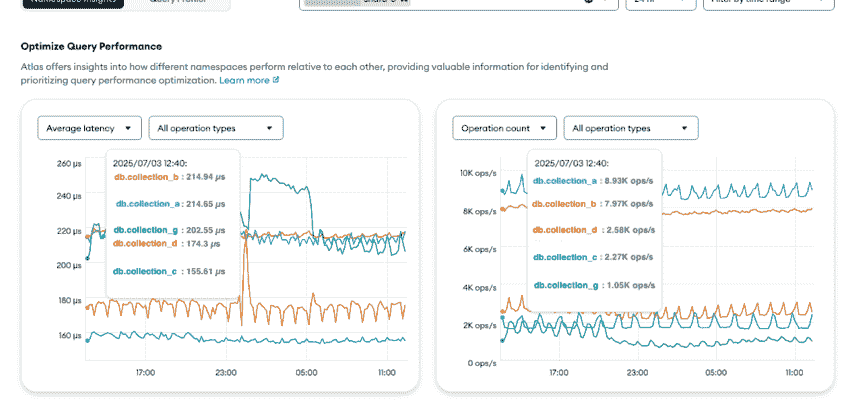 Namespace Insights
Query Profiler
24 hr
Filter by time range
Optimize Query Performance
Atlas offers insights into how different namespaces perform relative to each other, providing valuable information for identifying and
prioritizing query performance optimization. Learn more
Average latency
All operation types
260 µs
240 µs
220 µs
200 µs
180 µs
160 µs
2025/07/03 12:40:
db.collection_b : 214.94 µs
db.collection_a : 214.65 µs
db.collection_g : 202.55 µs
db.collection_d : 174.3 µs
db.collection_c : 155.61 µs
17:00
23:00
05:00
11:00
Operation count
All operation types
10K ops/s
8K ops/s
6K ops/s
4K ops/s
2K ops/s
0 ops/s
2025/07/03 12:40:
db.collection_a : 8.93K ops/s
db.collection_b : 7.97K ops/s
db.collection_d : 2.58K ops/s
db.collection_c : 2.27K ops/s
db.collection_g : 1.05K ops/s
17:00
23:00
05:00
11:00